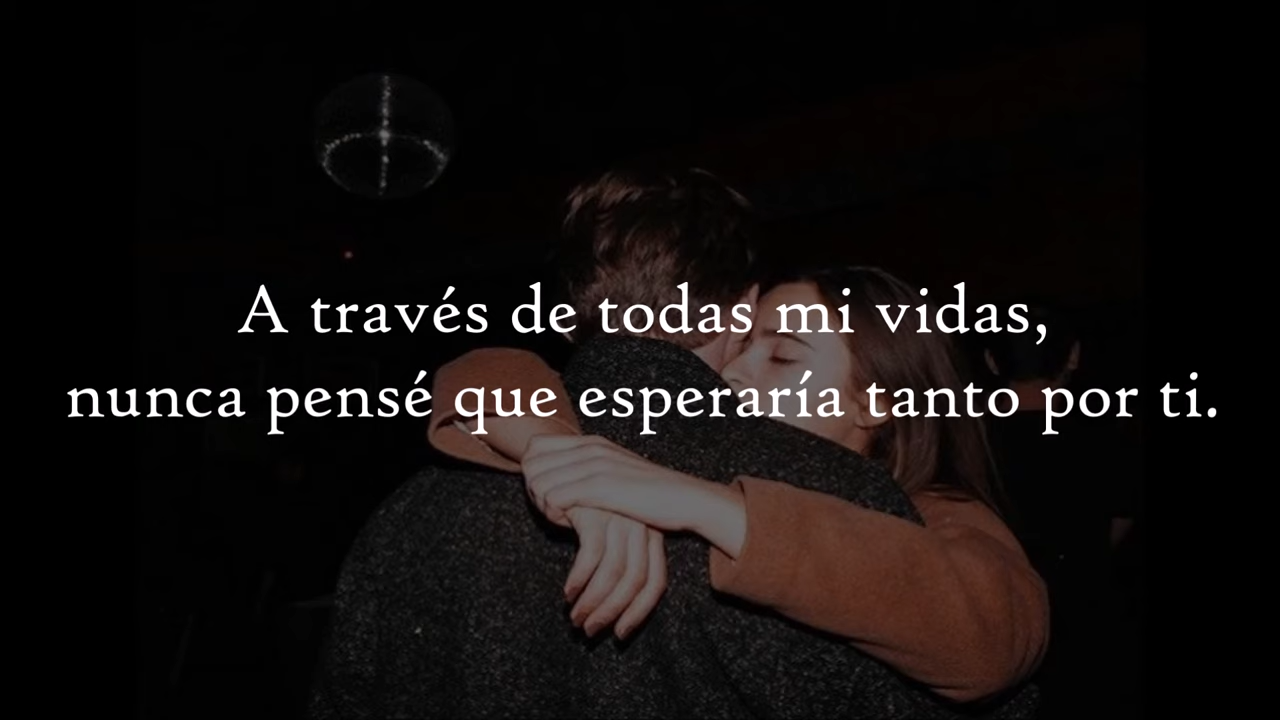 A través de todas mi vidas,
nunca pensé que esperaría tanto por ti.